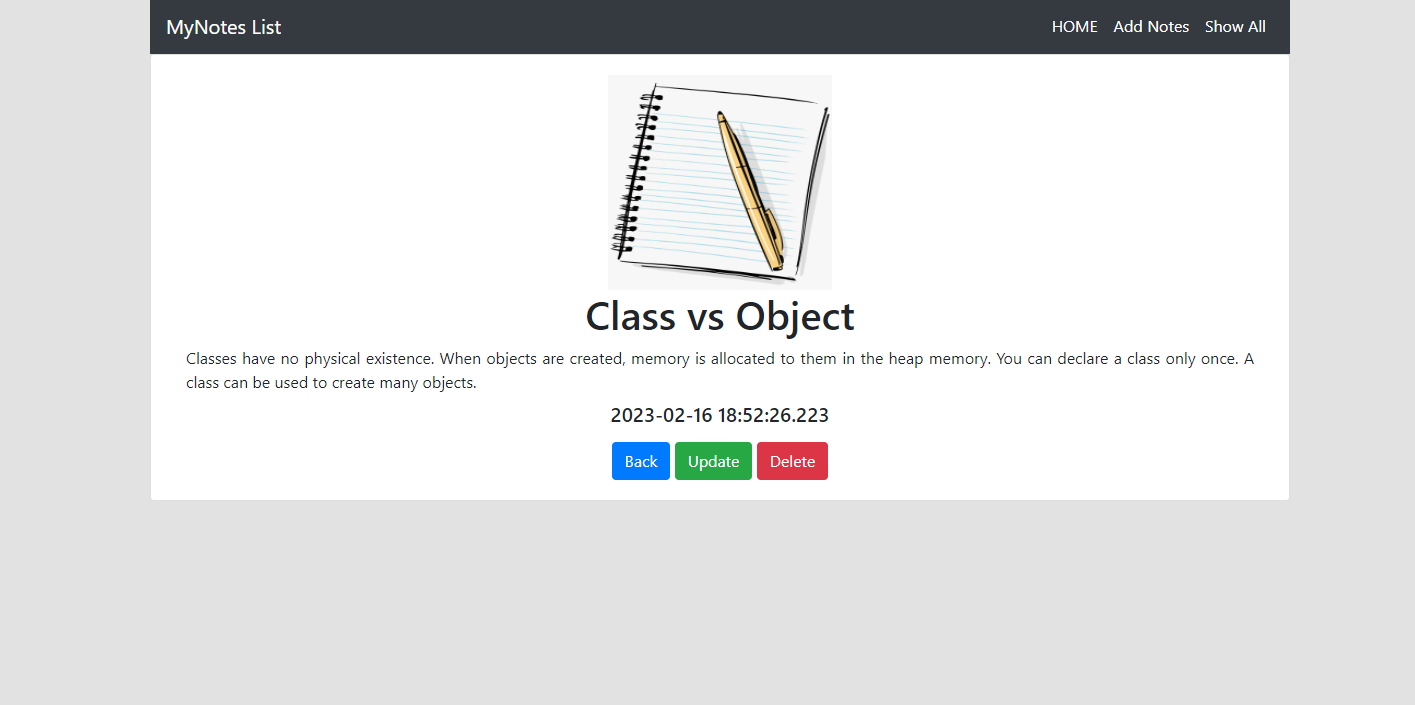 MyNotes List
HOME Add Notes Show All
Class vs Object
Classes have no physical existence. When objects are created, memory is allocated to them in the heap memory. You can declare a class only once. A
class can be used to create many objects.
2023-02-16 18:52:26.223
Back Update Delete